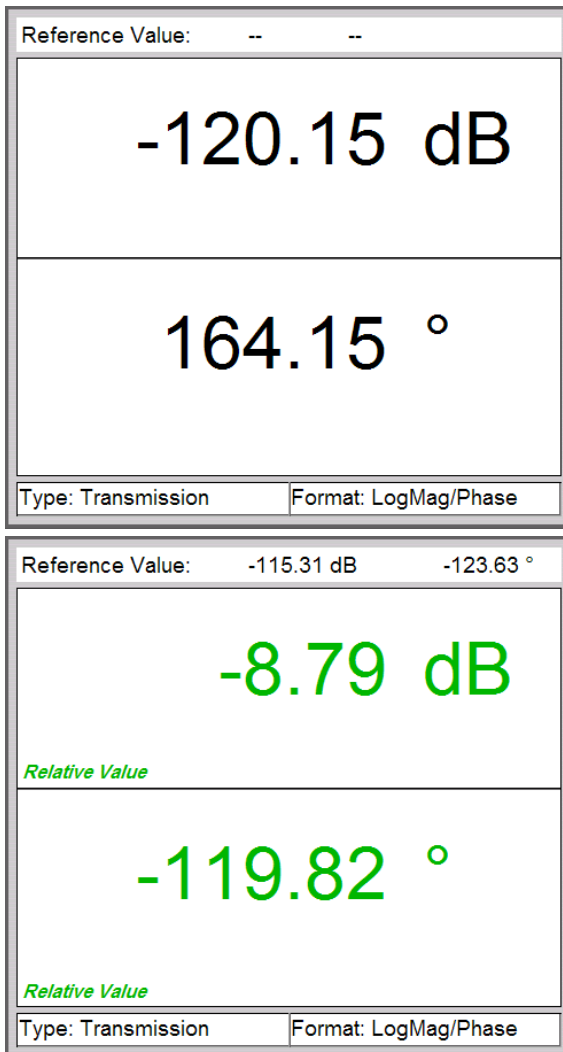 Reference Value: -- --
-120.15 dB
164.15 °
Type: Transmission Format: LogMag/Phase
Reference Value: -115.31 dB -123.63 °
-8.79 dB
Relative Value
-119.82 °
Relative Value
Type: Transmission Format: LogMag/Phase